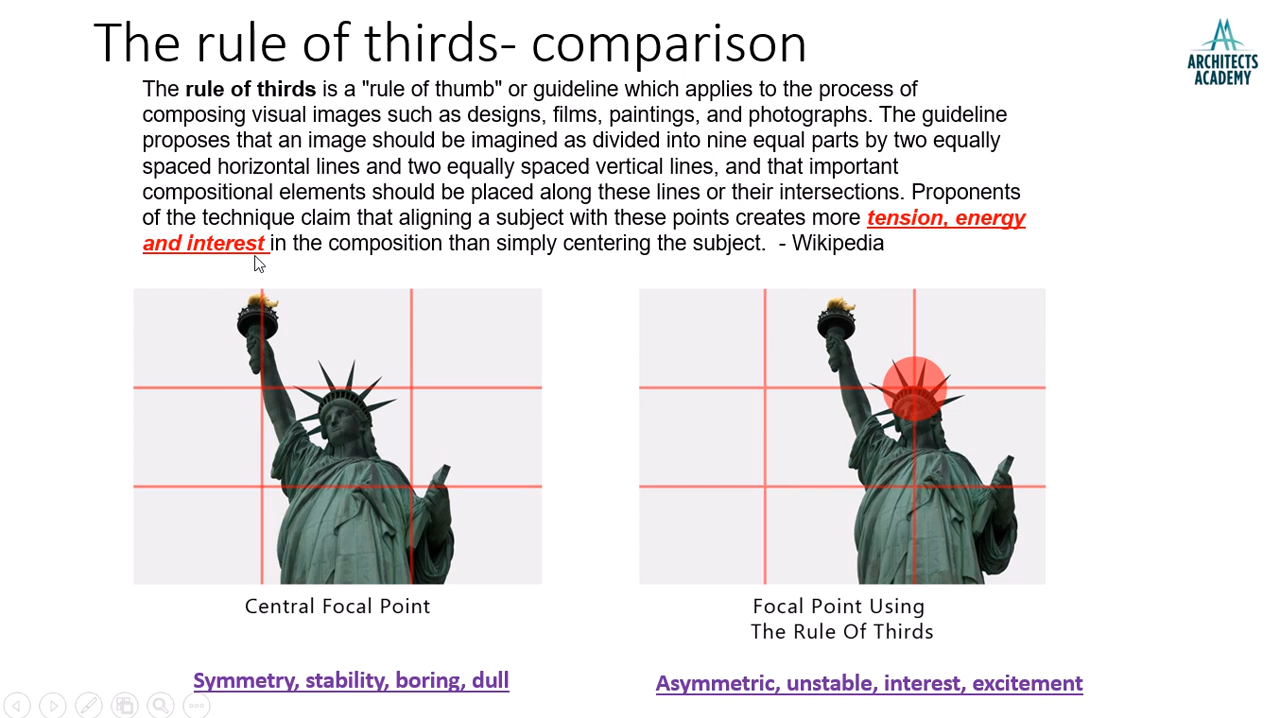 The rule of thirds- comparison
ARCHITECTS
ACADEMY
The rule of thirds is a "rule of thumb" or guideline which applies to the process of
composing visual images such as designs, films, paintings, and photographs. The guideline
proposes that an image should be imagined as divided into nine equal parts by two equally
spaced horizontal lines and two equally spaced vertical lines, and that important
compositional elements should be placed along these lines or their intersections. Proponents
of the technique claim that aligning a subject with these points creates more tension, energy
and interest in the composition than simply centering the subject.  - Wikipedia
Central Focal Point
Focal Point Using
The Rule Of Thirds
Symmetry, stability, boring, dull
Asymmetric, unstable, interest, excitement